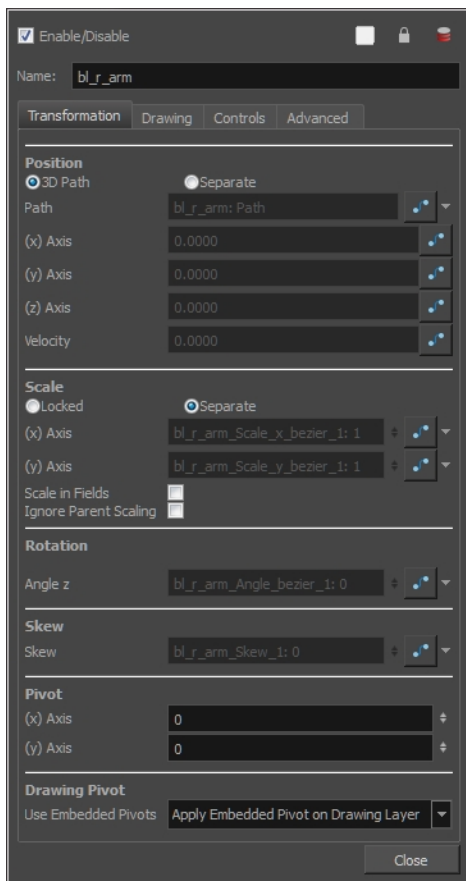 Enable/Disable
Name: bl_r_arm
Transformation Drawing Controls Advanced
Position
3D Path Separate
Path bl_r_arm: Path
(x) Axis 0.0000
(y) Axis 0.0000
(z) Axis 0.0000
Velocity 0.0000
Scale
Locked Separate
(x) Axis bl_r_arm_Scale_x_bezier_1: 1
(y) Axis bl_r_arm_Scale_y_bezier_1: 1
Scale in Fields
Ignore Parent Scaling
Rotation
Angle z bl_r_arm_Angle_bezier_1: 0
Skew
Skew bl_r_arm_Skew_1: 0
Pivot
(x) Axis 0
(y) Axis 0
Drawing Pivot
Use Embedded Pivots Apply Embedded Pivot on Drawing Layer
Close